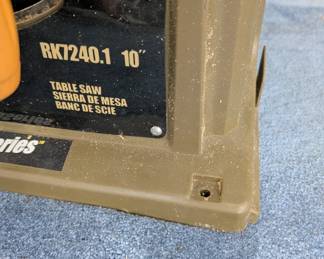 RK7240.1 10"
TABLE SAW
SIERRA DE MESA
BANC DE SCIE